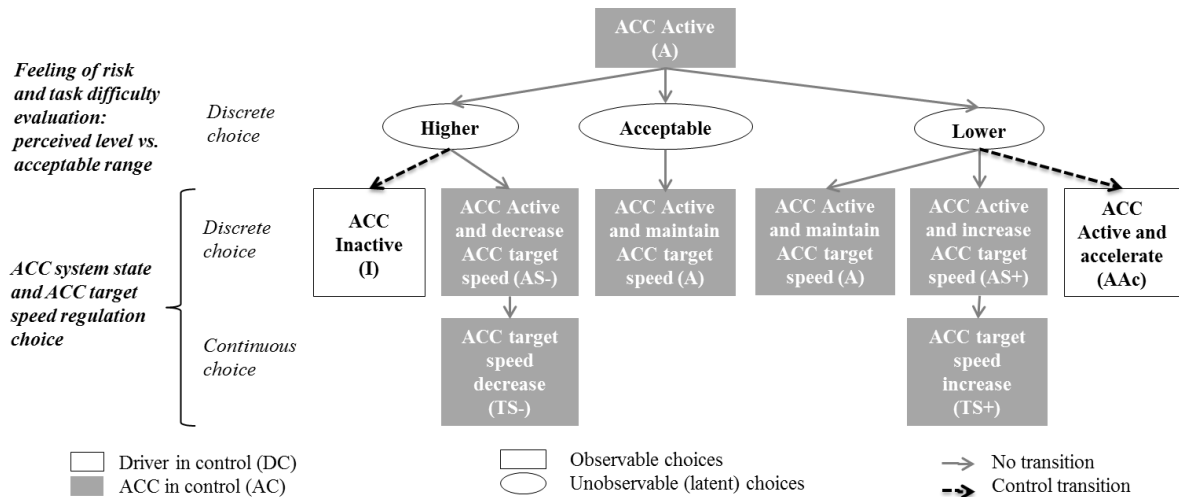 ACC Active
(A)
Feeling of risk
and task difficulty
evaluation:
perceived level vs.
acceptable range
Discrete
choice
Higher
Acceptable
Lower
ACC system state
and ACC target
speed regulation
choice
Discrete
choice
ACC
Inactive
(I)
ACC Active
and decrease
ACC target
speed (AS-)
ACC Active
and maintain
ACC target
speed (A)
ACC Active
and maintain
ACC target
speed (A)
ACC Active
and increase
ACC target
speed (AS+)
ACC
Active and
accelerate
(AAc)
Continuous
choice
ACC target
speed
decrease
(TS-)
ACC target
speed
increase
(TS+)
Driver in control (DC)
ACC in control (AC)
Observable choices
Unobservable (latent) choices
No transition
Control transition